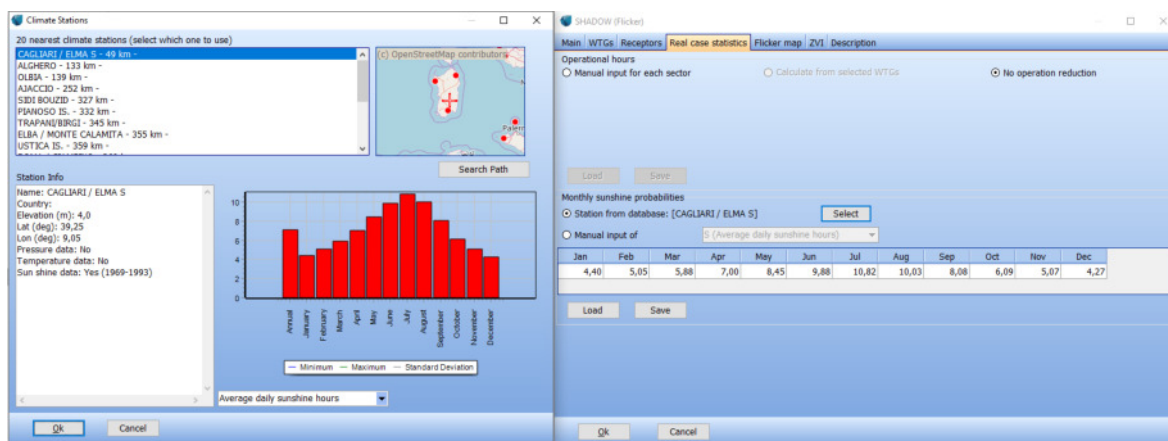 Climate Stations
20 nearest climate stations (select which one to use)
CAGLIARI / ELMA S - 49 km -
ALGHERO - 133 km -
OLBIA - 139 km -
AJACCIO - 252 km -
SIDI BOUZID - 327 km -
PIANOSO IS. - 332 km -
TRAPANI/BIRGI - 345 km -
ELBA / MONTE CALAMITA - 355 km -
USTICA IS. - 359 km -
(c) OpenStreetMap contributors
Palern
Search Path
Station Info
Name: CAGLIARI / ELMA S
Country:
Elevation (m): 4,0
Lat (deg): 39,25
Lon (deg): 9,05
Pressure data: No
Temperature data: No
Sun shine data: Yes (1969-1993)
10
8
6
4
2
0
Annual January February March April May June July August September October November December
Minimum Maximum Standard Deviation
Average daily sunshine hours
Ok Cancel
SHADOW (Flicker)
Main WTGs Receptors Real case statistics Flicker map ZVI Description
Operational hours
Manual input for each sector Calculate from selected WTGs No operation reduction
Load Save
Monthly sunshine probabilities
Station from database: [CAGLIARI / ELMA S] Select
Manual input of S (Average daily sunshine hours)
Jan Feb Mar Apr May Jun Jul Aug Sep Oct Nov Dec
4,40 5,05 5,88 7,00 8,45 9,88 10,82 10,03 8,08 6,09 5,07 4,27
Load Save
Ok Cancel